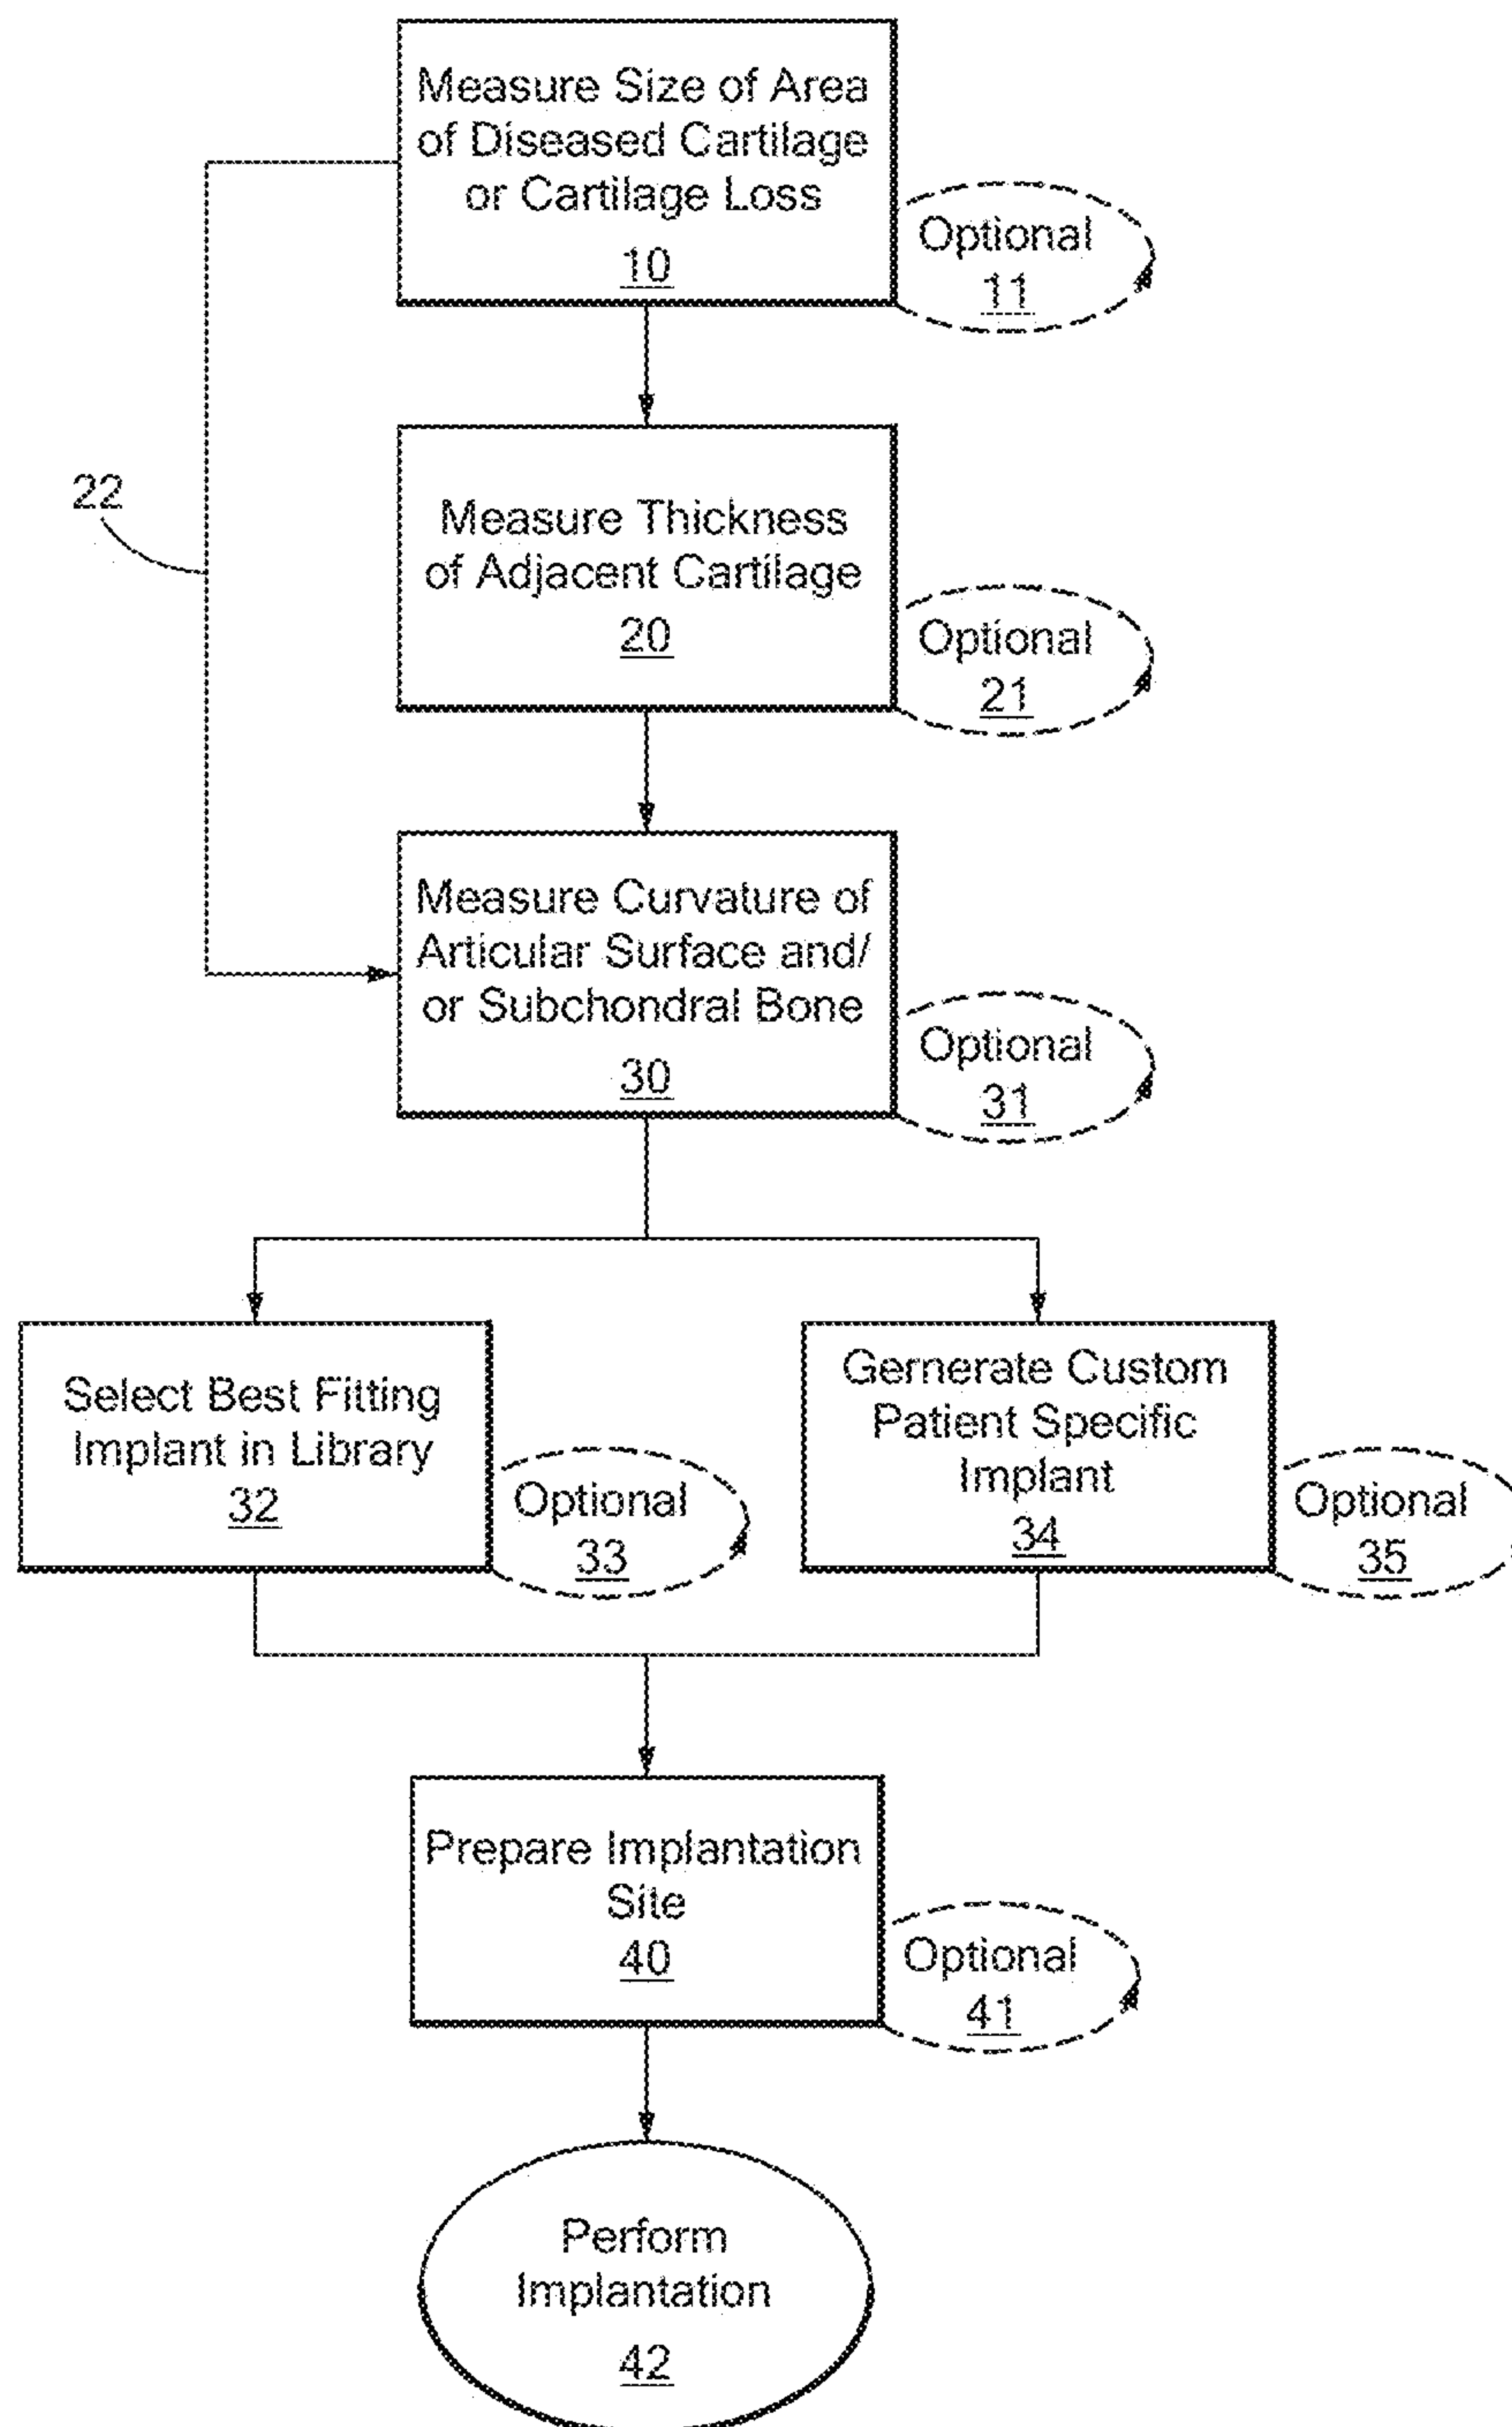 Measure Size of Area
of Diseased Cartilage
or Cartilage Loss
10
Optional
11
22
Measure Thickness
of Adjacent Cartilage
20
Optional
21
Measure Curvature of
Articular Surface and/
or Subchondral Bone
30
Optional
31
Select Best Fitting
Implant in Library
32
Optional
33
Gernerate Custom
Patient Specific
Implant
34
Optional
35
Prepare Implantation
Site
40
Optional
41
Perform
Implantation
42